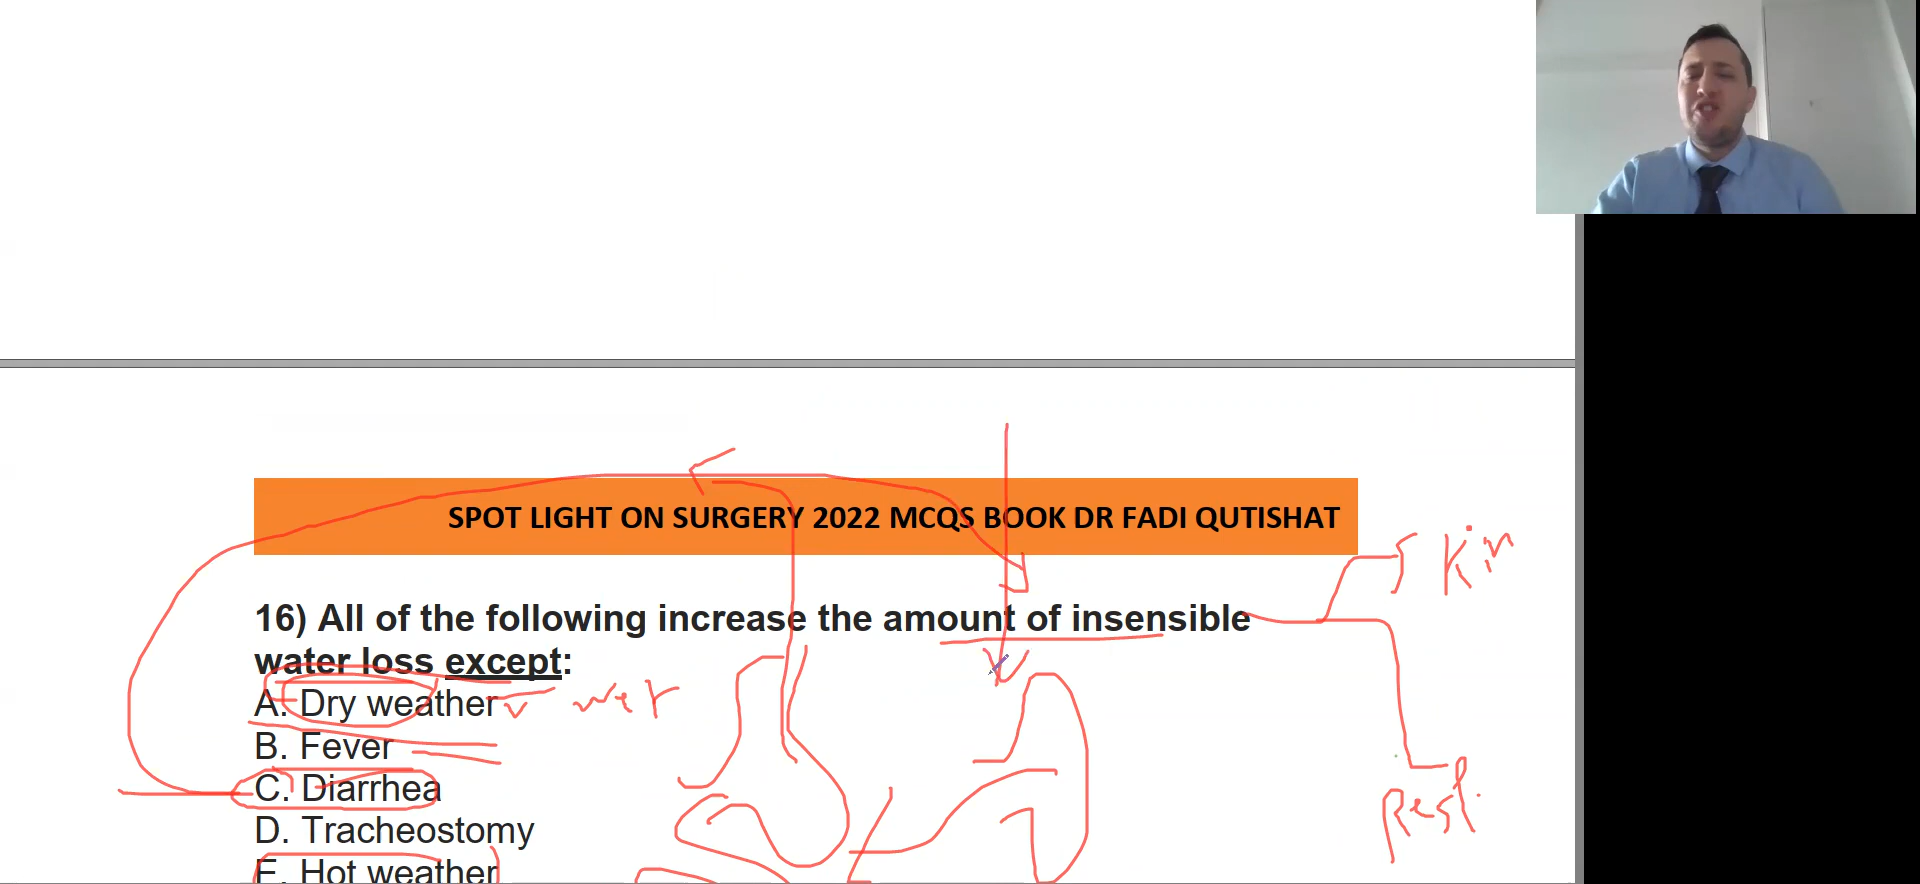 SPOT LIGHT ON SURGERY 2022 MCQS BOOK DR FADI QUTISHAT
16) All of the following increase the amount of insensible
water loss except:
A. Dry weather
B. Fever
C. Diarrhea
D. Tracheostomy
E. Hot weather
Skin